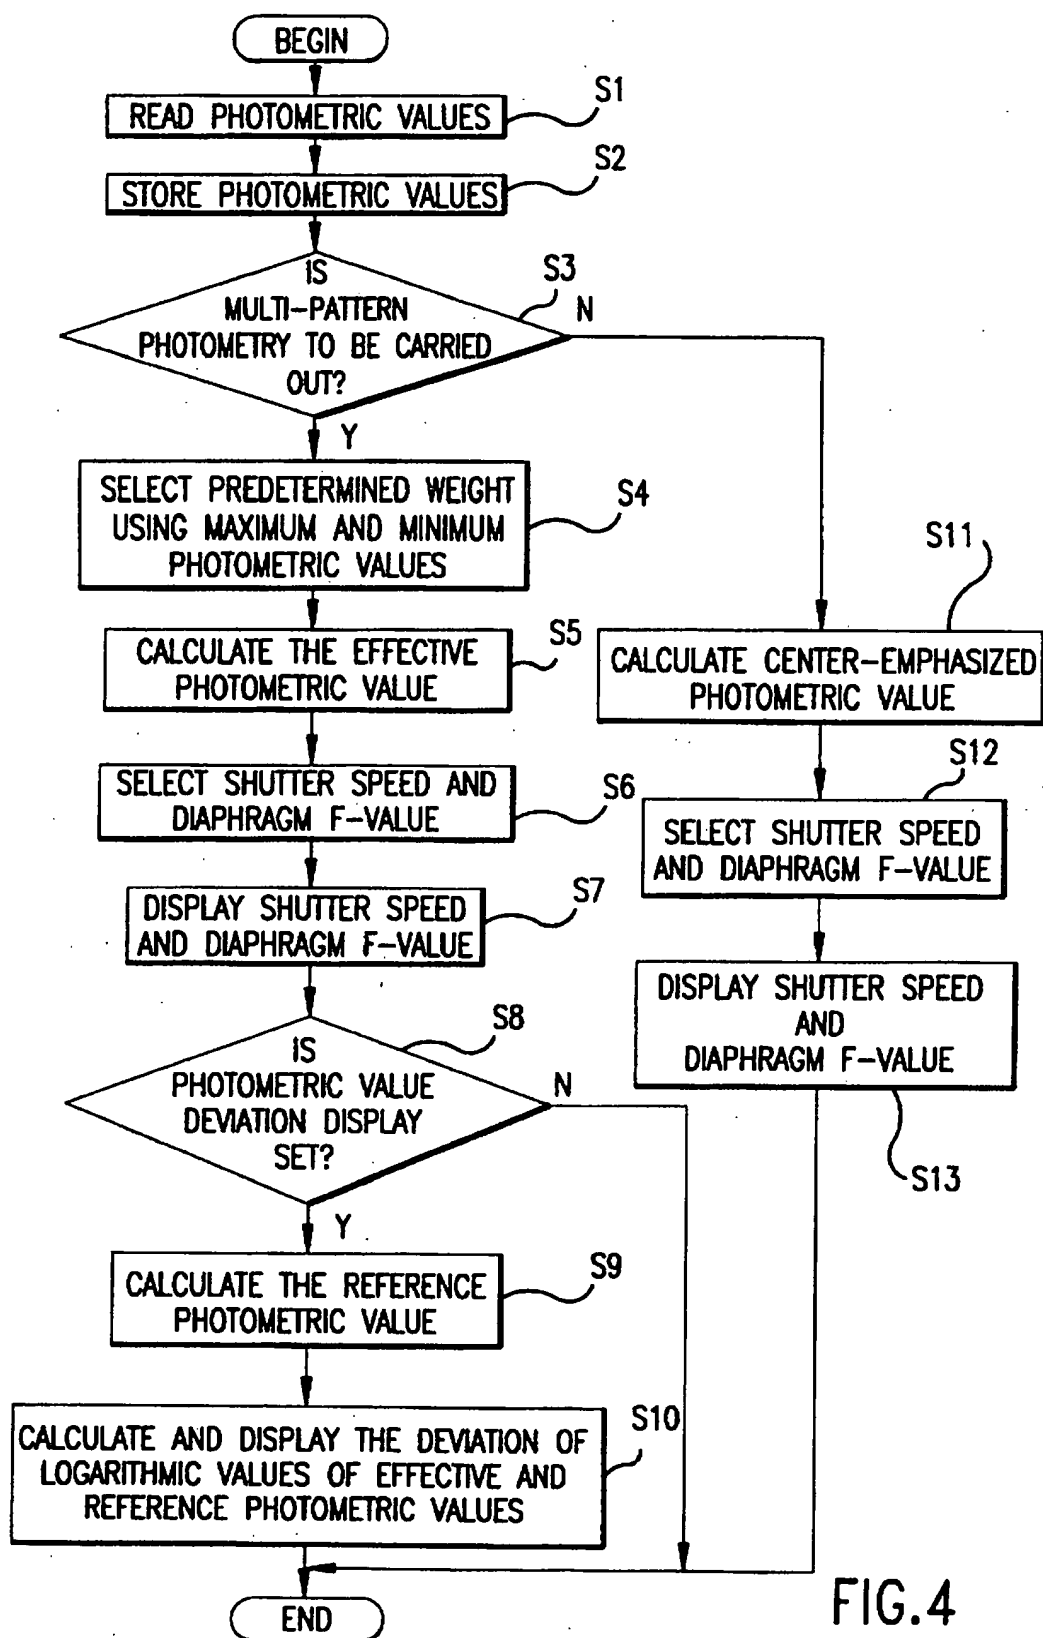 BEGIN
READ PHOTOMETRIC VALUES
S1
STORE PHOTOMETRIC VALUES
S2
IS
MULTI-PATTERN
PHOTOMETRY TO BE CARRIED
OUT?
S3
N
Y
SELECT PREDETERMINED WEIGHT
USING MAXIMUM AND MINIMUM
PHOTOMETRIC VALUES
S4
CALCULATE THE EFFECTIVE
PHOTOMETRIC VALUE
S5
SELECT SHUTTER SPEED AND
DIAPHRAGM F-VALUE
S6
DISPLAY SHUTTER SPEED
AND DIAPHRAGM F-VALUE
S7
IS
PHOTOMETRIC VALUE
DEVIATION DISPLAY
SET?
S8
N
Y
CALCULATE THE REFERENCE
PHOTOMETRIC VALUE
S9
CALCULATE AND DISPLAY THE DEVIATION OF
LOGARITHMIC VALUES OF EFFECTIVE AND
REFERENCE PHOTOMETRIC VALUES
S10
END
S11
CALCULATE CENTER-EMPHASIZED
PHOTOMETRIC VALUE
S12
SELECT SHUTTER SPEED
AND DIAPHRAGM F-VALUE
DISPLAY SHUTTER SPEED
AND
DIAPHRAGM F-VALUE
S13
FIG.4